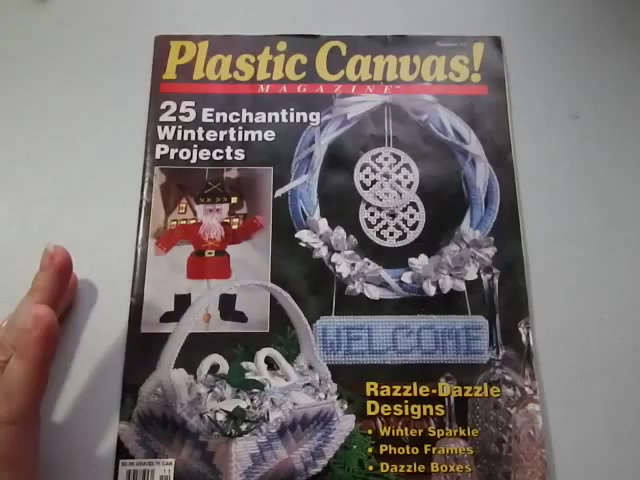 Plastic Canvas!
MAGAZINE
25 Enchanting
Wintertime
Projects
WELCOME
Razzle-Dazzle
Designs
• Winter Sparkle
• Photo Frames
• Dazzle Boxes